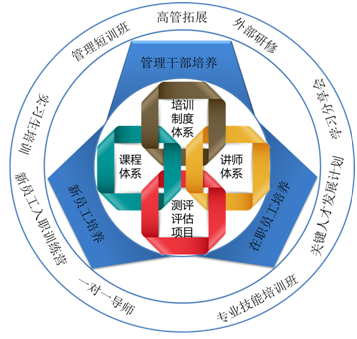 高管拓展
管理短训班
外部研修
实习生培训
学习分享会
管理干部培养
培训
制度
体系
课程
体系
讲师
体系
测评
评估
项目
新员工培养
在职员工培养
新员工入职训练营
关键人才发展计划
一对一导师
专业技能培训班